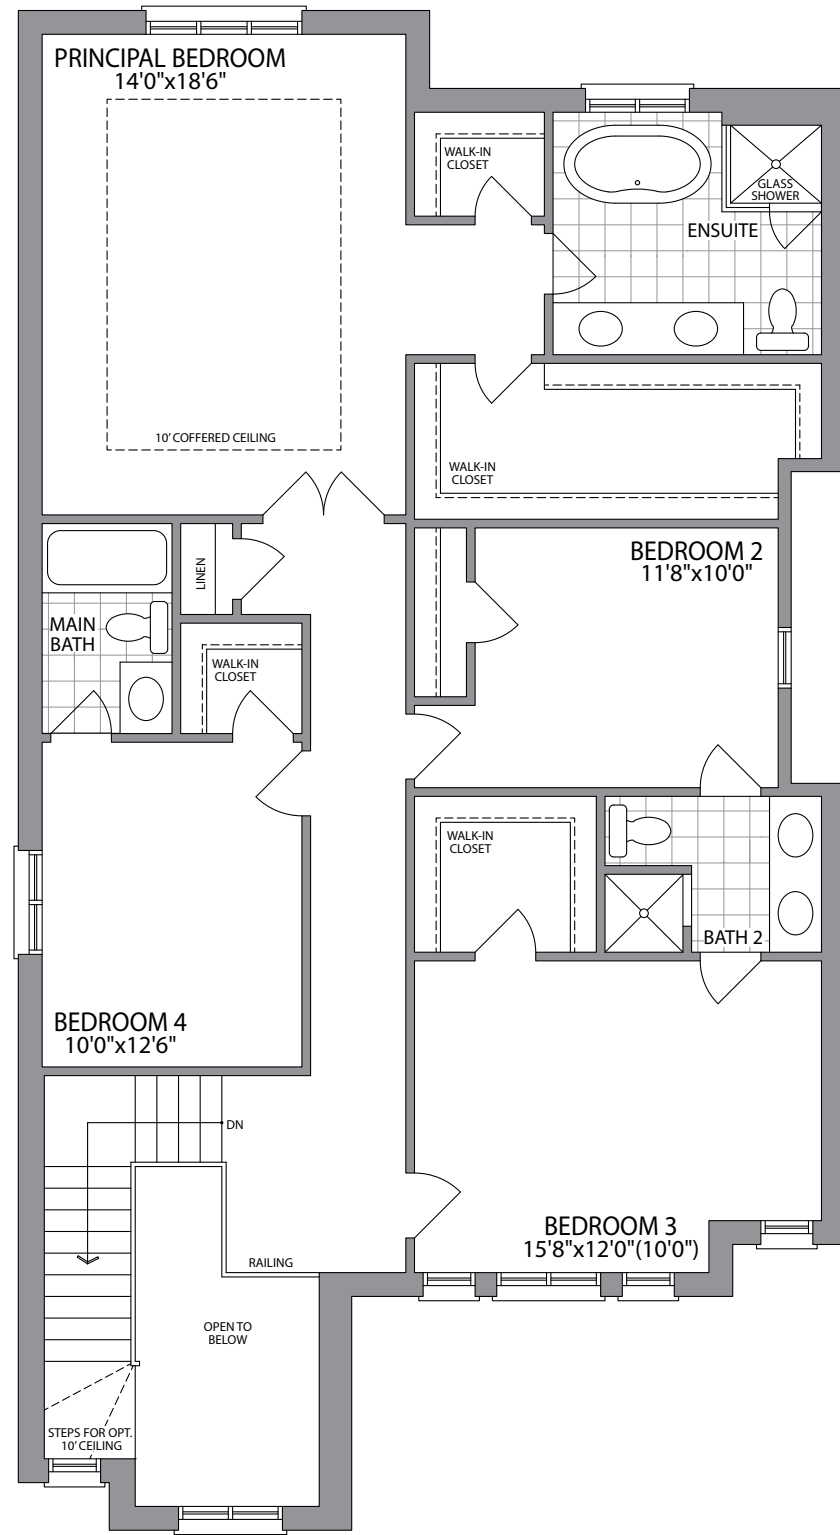 PRINCIPAL BEDROOM
14'0"x18'6"
WALK-IN
CLOSET
GLASS
SHOWER
ENSUITE
10' COFFERED CEILING
WALK-IN
CLOSET
LINEN
BEDROOM 2
11'8"x10'0"
MAIN
BATH
WALK-IN
CLOSET
WALK-IN
CLOSET
BATH 2
BEDROOM 4
10'0"x12'6"
DN
BEDROOM 3
15'8"x12'0"(10'0")
RAILING
OPEN TO
BELOW
STEPS FOR OPT.
10' CEILING